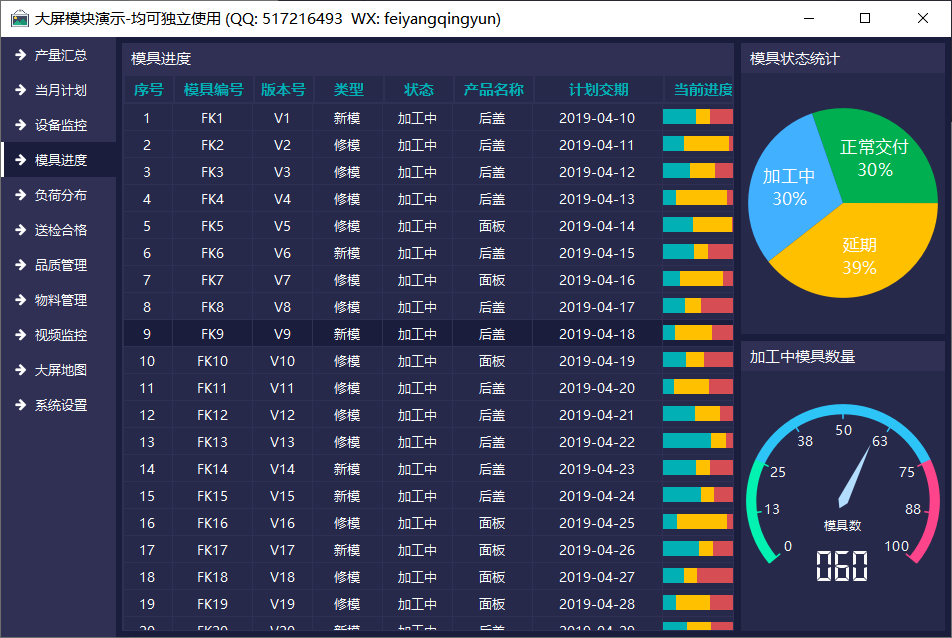 大屏模块演示-均可独立使用 (QQ: 517216493  WX: feiyangqingyun)
产量汇总
当月计划
设备监控
模具进度
负荷分布
送检合格
品质管理
物料管理
视频监控
大屏地图
系统设置
模具进度
序号 模具编号 版本号 类型 状态 产品名称 计划交期 当前进度
1 FK1 V1 新模 加工中 后盖 2019-04-10
2 FK2 V2 修模 加工中 后盖 2019-04-11
3 FK3 V3 修模 加工中 后盖 2019-04-12
4 FK4 V4 修模 加工中 后盖 2019-04-13
5 FK5 V5 修模 加工中 面板 2019-04-14
6 FK6 V6 新模 加工中 后盖 2019-04-15
7 FK7 V7 修模 加工中 面板 2019-04-16
8 FK8 V8 修模 加工中 后盖 2019-04-17
9 FK9 V9 新模 加工中 后盖 2019-04-18
10 FK10 V10 修模 加工中 面板 2019-04-19
11 FK11 V11 修模 加工中 后盖 2019-04-20
12 FK12 V12 修模 加工中 后盖 2019-04-21
13 FK13 V13 修模 加工中 后盖 2019-04-22
14 FK14 V14 新模 加工中 后盖 2019-04-23
15 FK15 V15 新模 加工中 后盖 2019-04-24
16 FK16 V16 修模 加工中 面板 2019-04-25
17 FK17 V17 新模 加工中 面板 2019-04-26
18 FK18 V18 修模 加工中 面板 2019-04-27
19 FK19 V19 修模 加工中 面板 2019-04-28
20 FK20 V20 新模 加工中 后盖 2019-04-29
模具状态统计
正常交付
30%
加工中
30%
延期
39%
加工中模具数量
0
13
25
38
50
63
75
88
100
模具数
060